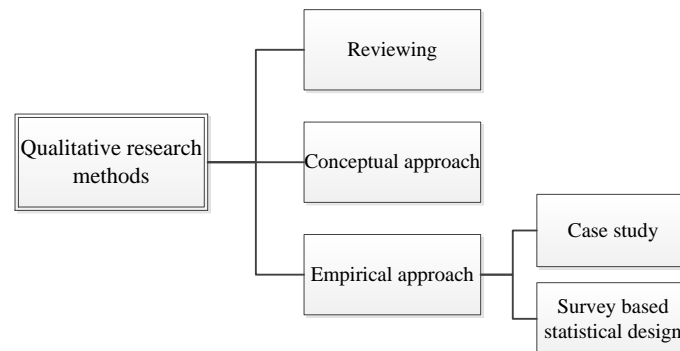 Reviewing
Qualitative research
methods
Conceptual approach
Empirical approach
Case study
Survey based
statistical design